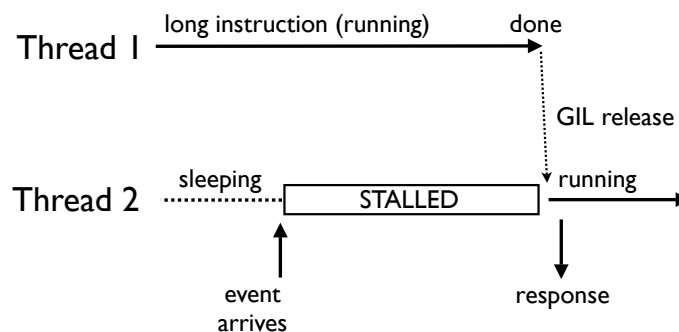 long instruction (running)
done
Thread 1
GIL release
sleeping
running
Thread 2
STALLED
event
arrives
response